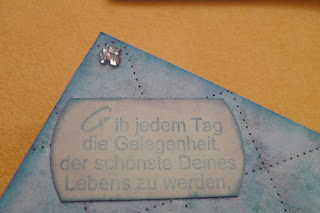 Gib jedem Tag
die Gelegenheit,
der schönste Deines
Lebens zu werden.